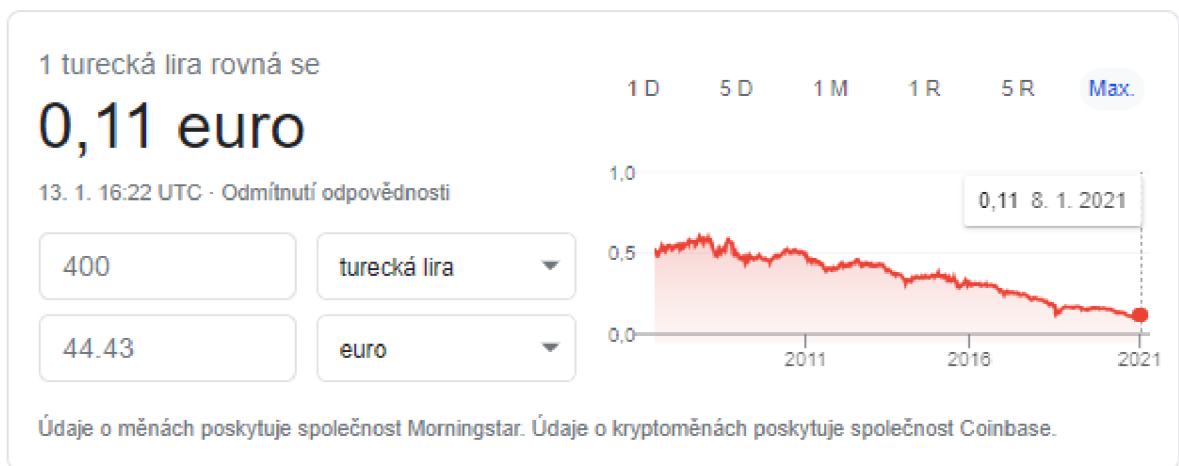 1 turecká lira rovná se
0,11 euro
13. 1. 16:22 UTC · Odmítnutí odpovědnosti
400 turecká lira
44.43 euro
1 D 5 D 1 M 1 R 5 R Max.
1,0
0,11 8. 1. 2021
0,5
0,0
2011 2016 2021
Údaje o měnách poskytuje společnost Morningstar. Údaje o kryptoměnách poskytuje společnost Coinbase.